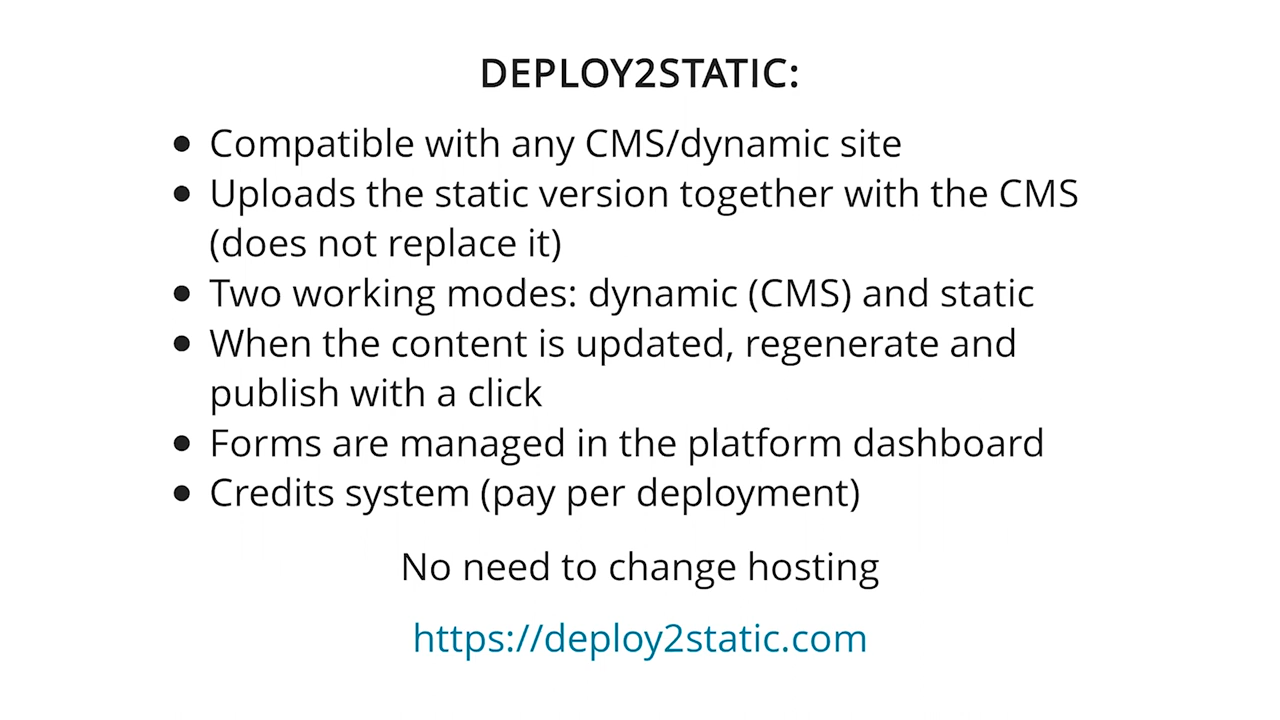 DEPLOY2STATIC:
• Compatible with any CMS/dynamic site
• Uploads the static version together with the CMS
(does not replace it)
• Two working modes: dynamic (CMS) and static
• When the content is updated, regenerate and
publish with a click
• Forms are managed in the platform dashboard
• Credits system (pay per deployment)
No need to change hosting
https://deploy2static.com